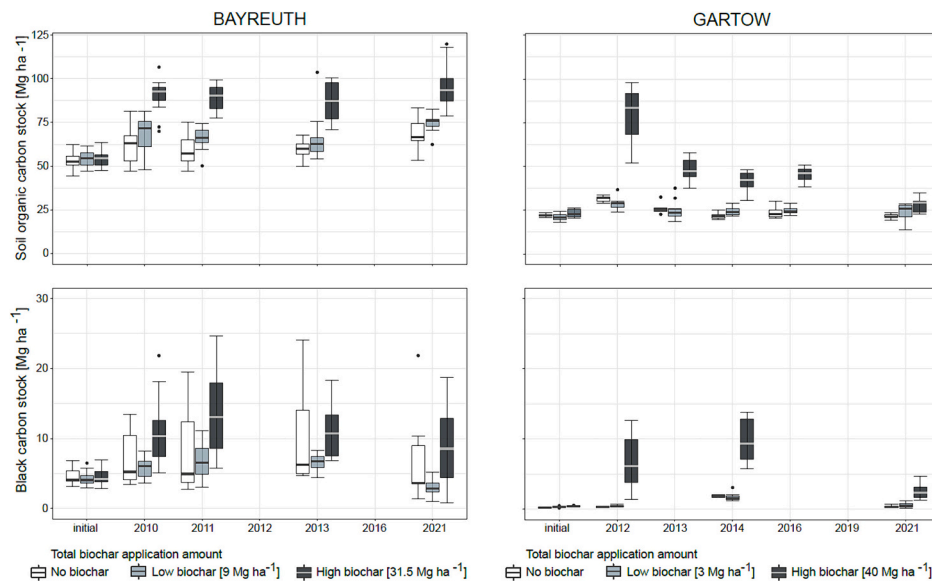 BAYREUTH
GARTOW
Soil organic carbon stock [Mg ha -1]
125
100
75
50
25
0
Black carbon stock [Mg ha⁻¹]
30
20
10
0
initial 2010 2011 2012 2013 2016 2021
initial 2012 2013 2014 2016 2019 2021
Total biochar application amount
No biochar Low biochar [9 Mg ha⁻¹] High biochar [31.5 Mg ha⁻¹]
Total biochar application amount
No biochar Low biochar [3 Mg ha⁻¹] High biochar [40 Mg ha⁻¹]